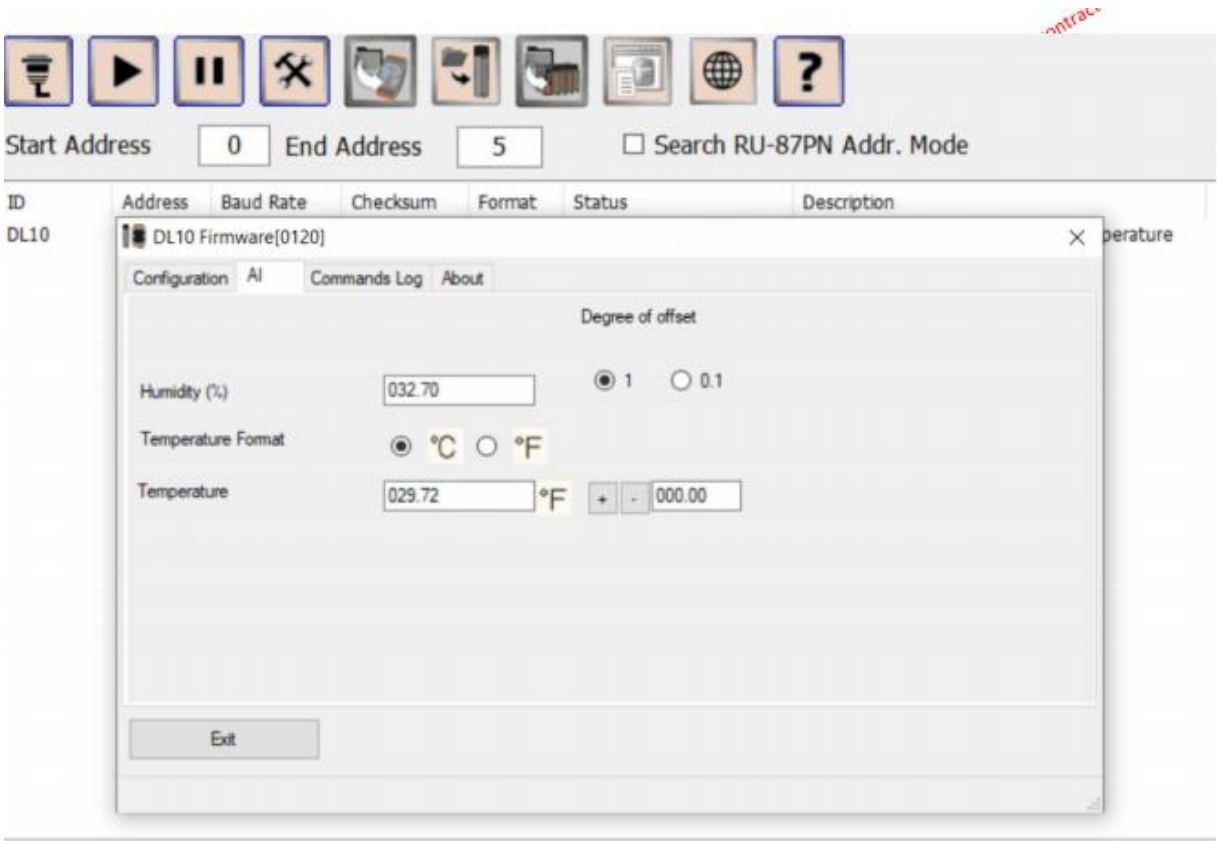 ontrac
?
Start Address 0 End Address 5 Search RU-87PN Addr. Mode
ID Address Baud Rate Checksum Format Status Description
DL10 DL10 Firmware[0120] perature
Configuration AI Commands Log About
Degree of offset
Humidity (%) 032.70 1 0.1
Temperature Format °C °F
Temperature 029.72 °F + - 000.00
Exit